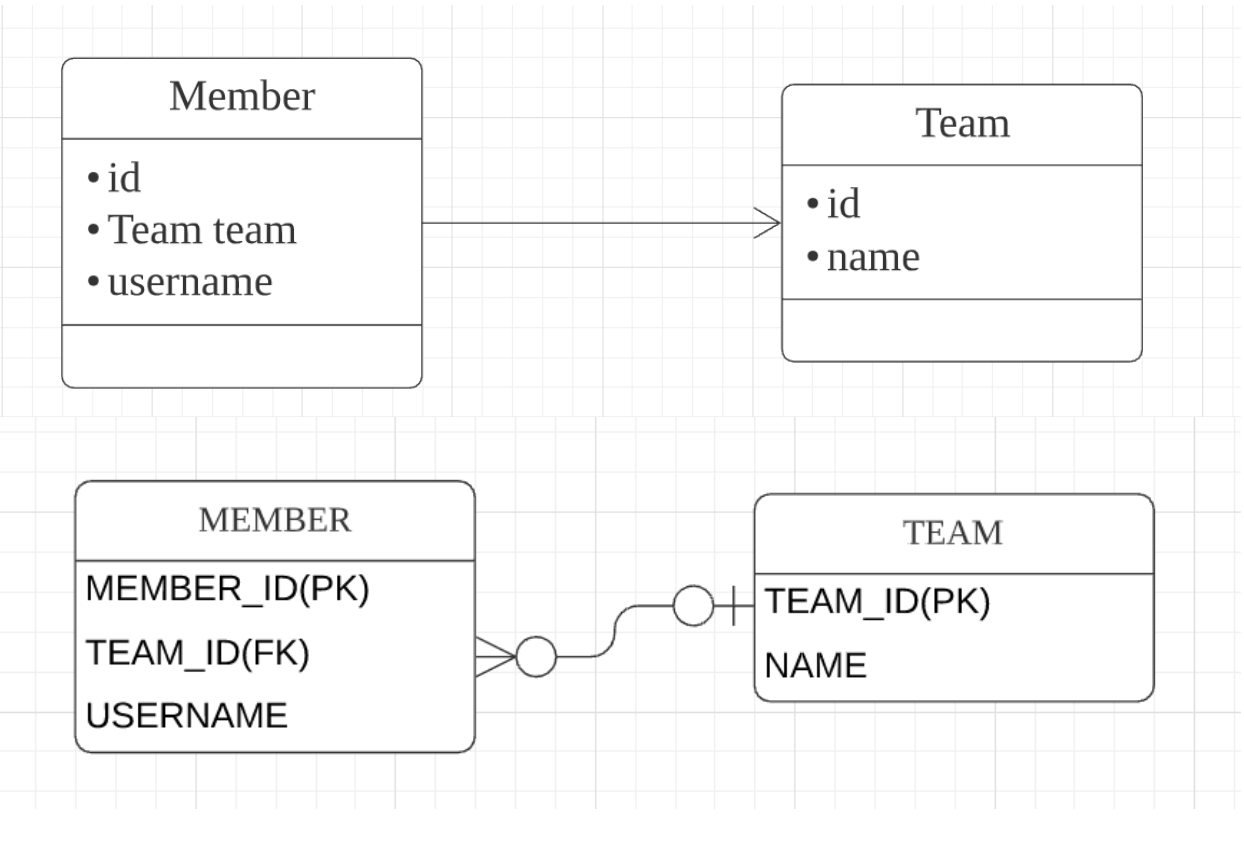 Member
• id
• Team team
• username
Team
• id
• name
MEMBER
MEMBER_ID(PK)
TEAM_ID(FK)
USERNAME
TEAM
TEAM_ID(PK)
NAME